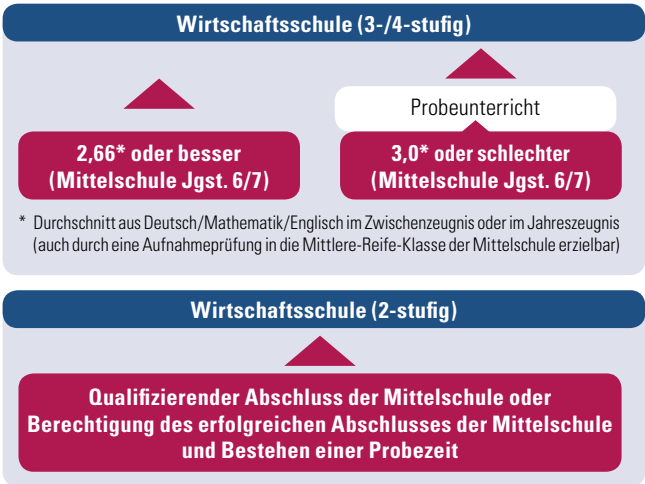 Wirtschaftsschule (3-/4-stufig)
Probeunterricht
2,66* oder besser
(Mittelschule Jgst. 6/7)
3,0* oder schlechter
(Mittelschule Jgst. 6/7)
* Durchschnitt aus Deutsch/Mathematik/Englisch im Zwischenzeugnis oder im Jahreszeugnis
(auch durch eine Aufnahmeprüfung in die Mittlere-Reife-Klasse der Mittelschule erzielbar)
Wirtschaftsschule (2-stufig)
Qualifizierender Abschluss der Mittelschule oder
Berechtigung des erfolgreichen Abschlusses der Mittelschule
und Bestehen einer Probezeit